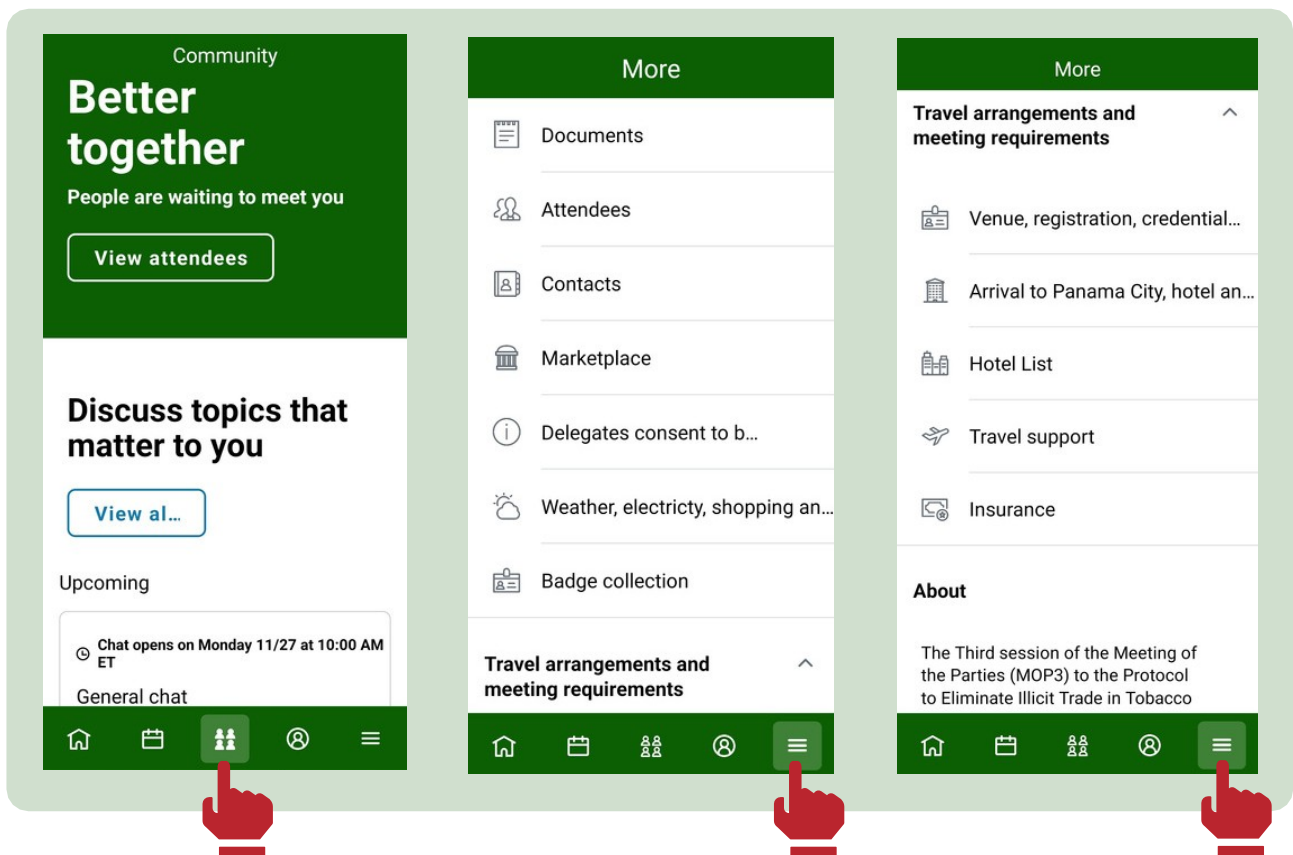 Community
Better
together
People are waiting to meet you
View attendees
Discuss topics that
matter to you
View al...
Upcoming
Chat opens on Monday 11/27 at 10:00 AM
ET
General chat
More
Documents
Attendees
Contacts
Marketplace
Delegates consent to b...
Weather, electricty, shopping an...
Badge collection
Travel arrangements and
meeting requirements
More
Travel arrangements and
meeting requirements
Venue, registration, credential...
Arrival to Panama City, hotel an...
Hotel List
Travel support
Insurance
About
The Third session of the Meeting of
the Parties (MOP3) to the Protocol
to Eliminate Illicit Trade in Tobacco